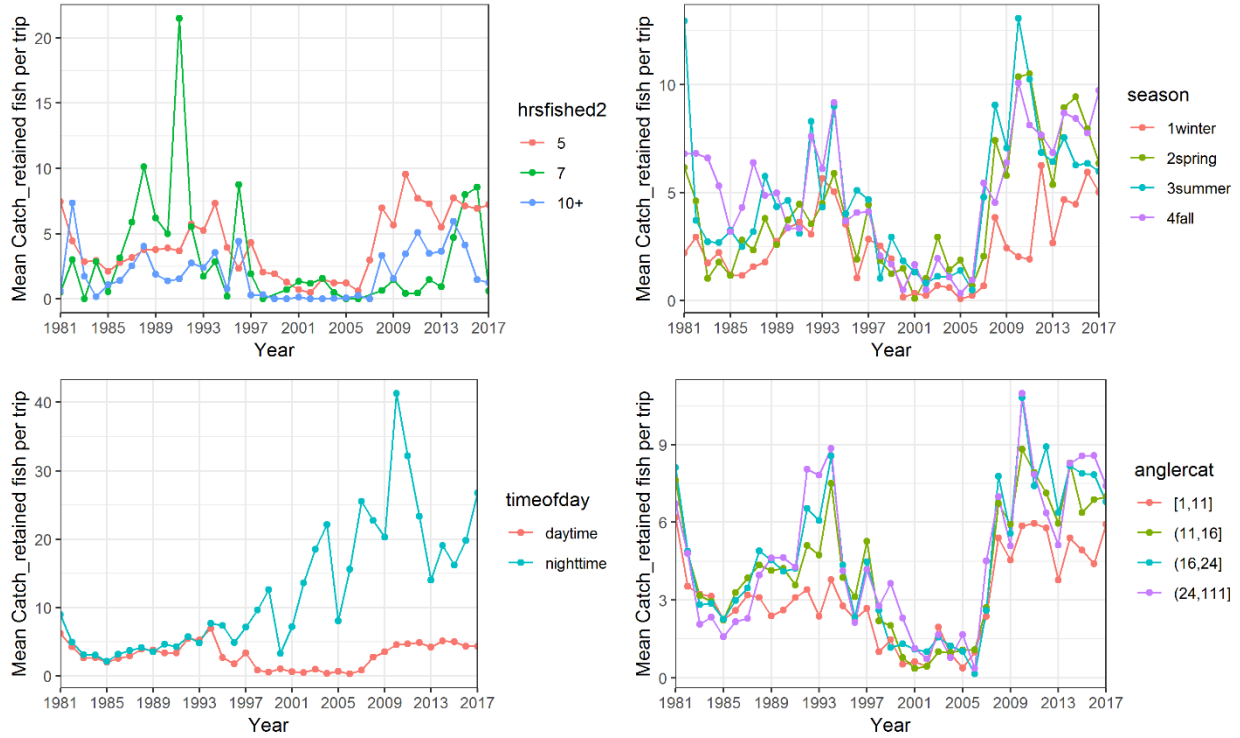 Mean Catch_retained fish per trip
20
15
10
5
0
1981 1985 1989 1993 1997 2001 2005 2009 2013 2017
Year
hrsfished2
5
7
10+
Mean Catch_retained fish per trip
10
5
0
1981 1985 1989 1993 1997 2001 2005 2009 2013 2017
Year
season
1winter
2spring
3summer
4fall
Mean Catch_retained fish per trip
40
30
20
10
0
1981 1985 1989 1993 1997 2001 2005 2009 2013 2017
Year
timeofday
daytime
nighttime
Mean Catch_retained fish per trip
9
6
3
0
1981 1985 1989 1993 1997 2001 2005 2009 2013 2017
Year
anglercat
[1,11]
(11,16]
(16,24]
(24,111]